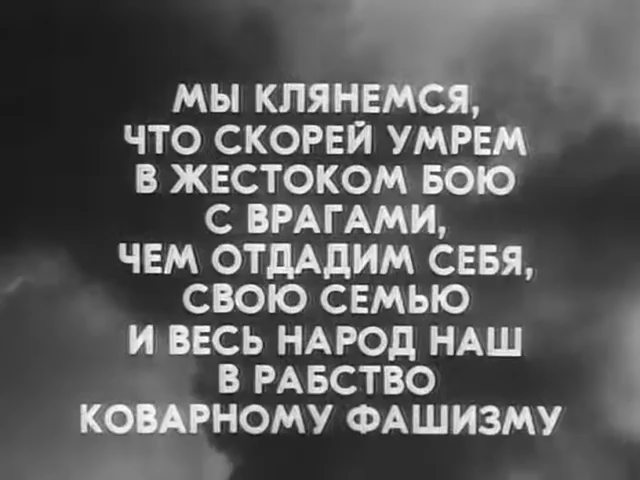 МЫ КЛЯНЕМСЯ,
ЧТО СКОРЕЙ УМРЕМ
В ЖЕСТОКОМ БОЮ
С ВРАГАМИ,
ЧЕМ ОТДАДИМ СЕБЯ,
СВОЮ СЕМЬЮ
И ВЕСЬ НАРОД НАШ
В РАБСТВО
КОВАРНОМУ ФАШИЗМУ